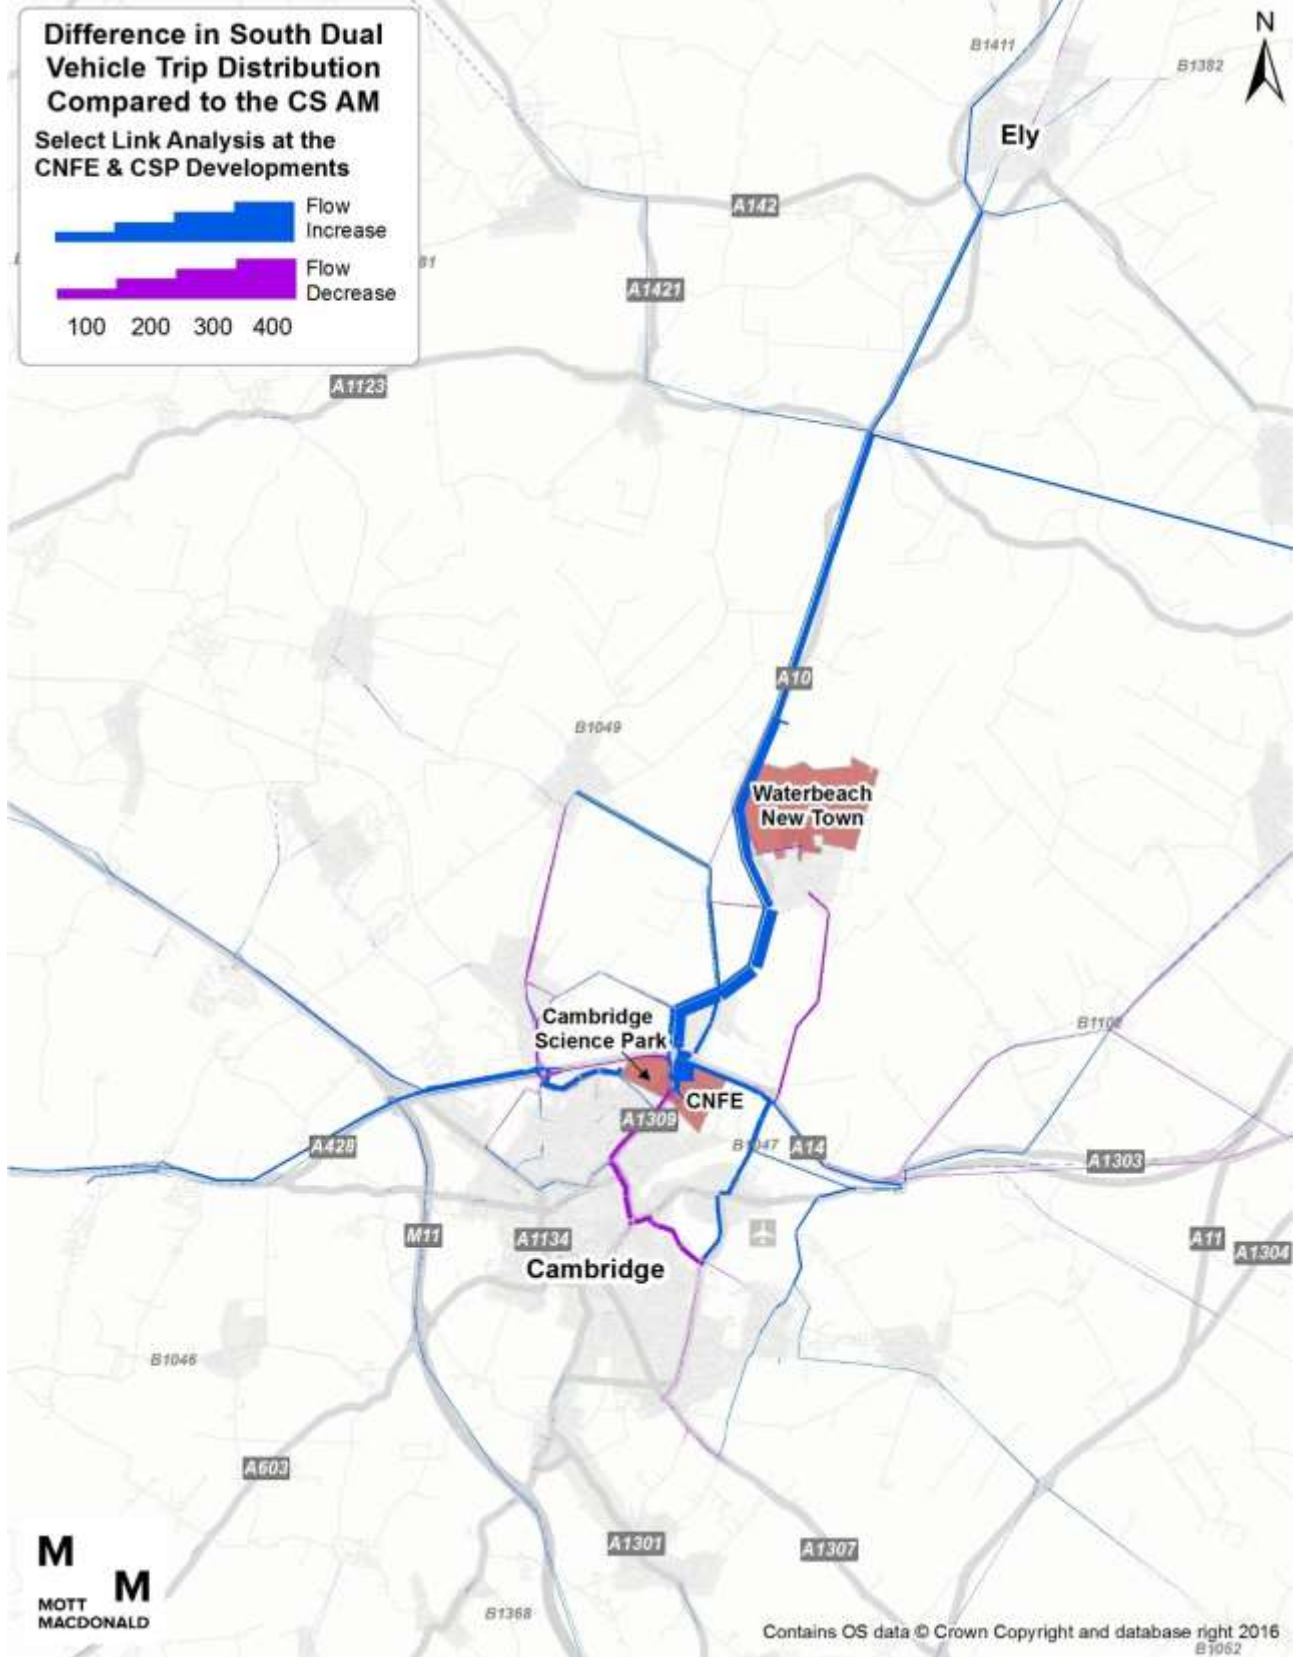 Difference in South Dual
Vehicle Trip Distribution
Compared to the CS AM
Select Link Analysis at the
CNFE & CSP Developments
Flow
Increase
Flow
Decrease
100 200 300 400
N
B1411
B1382
Ely
A142
A1421
A1123
A10
B1049
Waterbeach
New Town
Cambridge
Science Park
B1102
CNFE
A1309
A428
B1047
A14
A1303
M11
A1134
A11
A1304
Cambridge
B1046
A603
A1301
A1307
B1368
M
M
MOTT
MACDONALD
Contains OS data © Crown Copyright and database right 2016
B1052